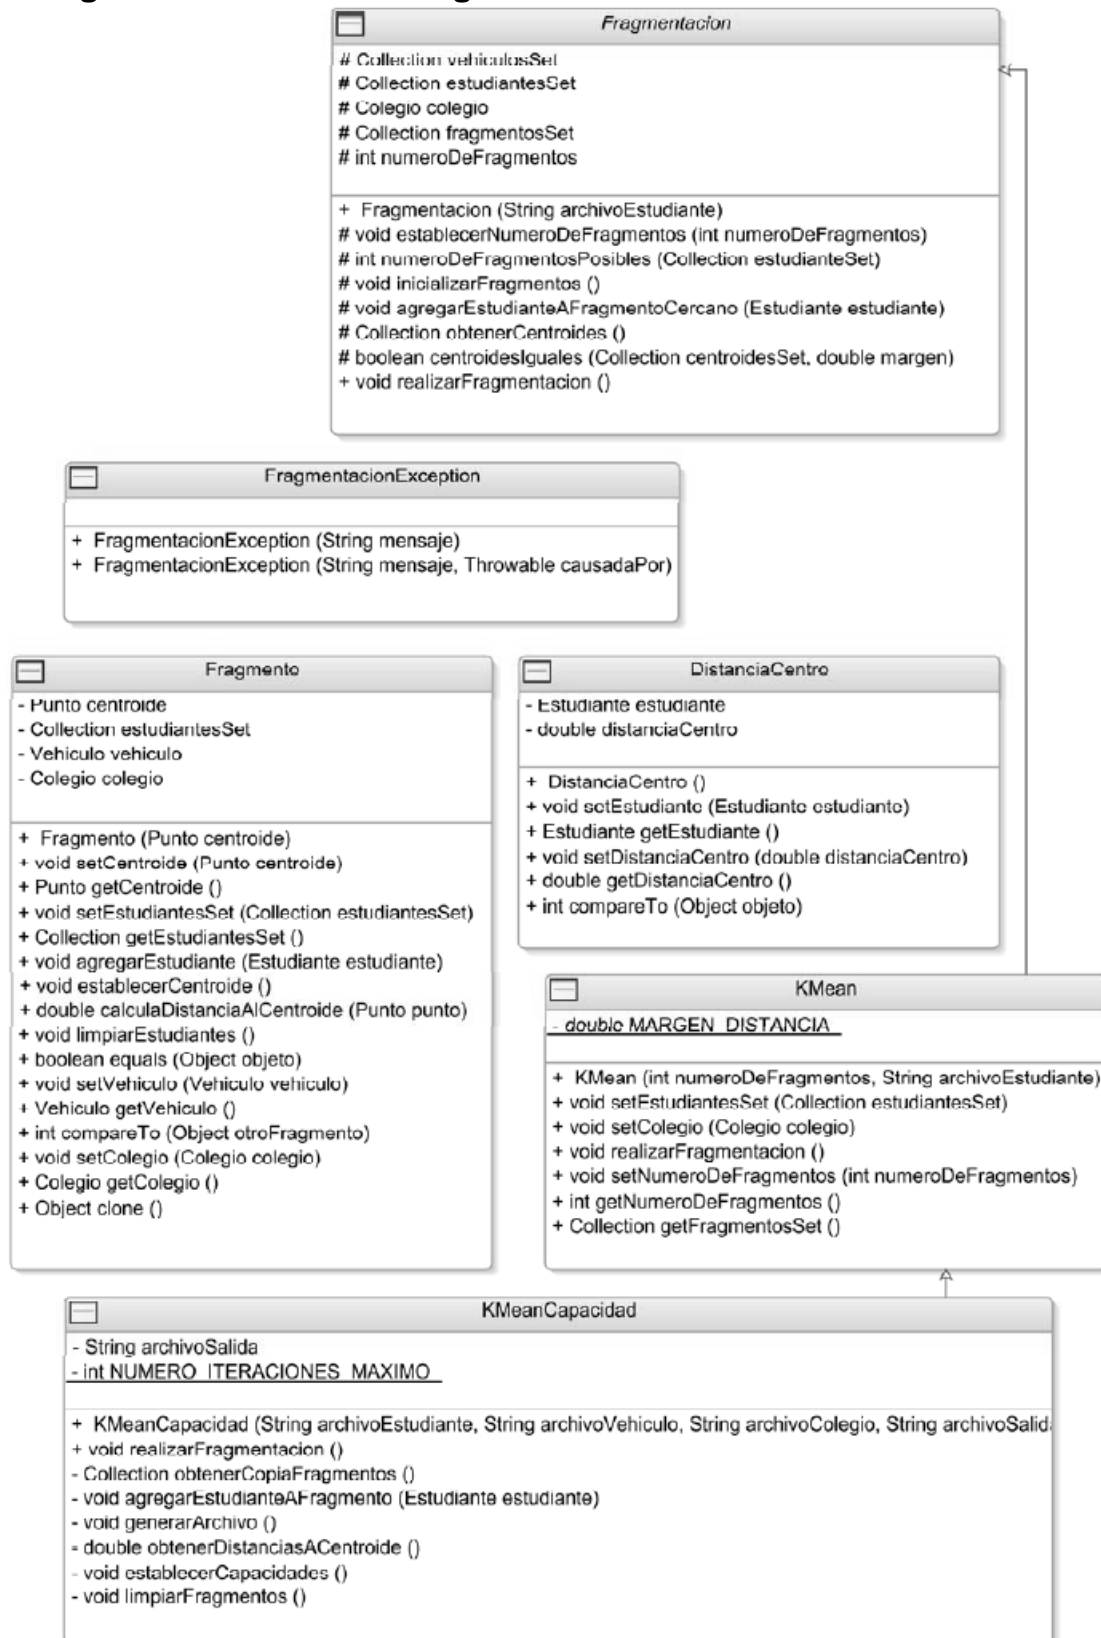 Fragmentacion
# Collection vehiculosSet
# Collection estudiantesSet
# Colegio colegio
# Collection fragmentosSet
# int numeroDeFragmentos
+ Fragmentacion (String archivoEstudiante)
# void establecerNumeroDeFragmentos (int numeroDeFragmentos)
# int numeroDeFragmentosPosibles (Collection estudianteSet)
# void inicializarFragmentos ()
# void agregarEstudianteAFragmentoCercano (Estudiante estudiante)
# Collection obtenerCentroides ()
# boolean centroidesIguales (Collection centroidesSet, double margen)
+ void realizarFragmentacion ()
FragmentacionException
+ FragmentacionException (String mensaje)
+ FragmentacionException (String mensaje, Throwable causadaPor)
Fragmento
- Punto centroide
- Collection estudiantesSet
- Vehiculo vehiculo
- Colegio colegio
+ Fragmento (Punto centroide)
+ void setCentroide (Punto centroide)
+ Punto getCentroide ()
+ void setEstudiantesSet (Collection estudiantesSet)
+ Collection getEstudiantesSet ()
+ void agregarEstudiante (Estudiante estudiante)
+ void establecerCentroide ()
+ double calculaDistanciaAlCentroide (Punto punto)
+ void limpiarEstudiantes ()
+ boolean equals (Object objeto)
+ void setVehiculo (Vehiculo vehiculo)
+ Vehiculo getVehiculo ()
+ int compareTo (Object otroFragmento)
+ void setColegio (Colegio colegio)
+ Colegio getColegio ()
+ Object clone ()
DistanciaCentro
- Estudiante estudiante
- double distanciaCentro
+ DistanciaCentro ()
+ void setEstudiante (Estudiante estudiante)
+ Estudiante getEstudiante ()
+ void setDistanciaCentro (double distanciaCentro)
+ double getDistanciaCentro ()
+ int compareTo (Object objeto)
KMean
- double MARGEN_DISTANCIA
+ KMean (int numeroDeFragmentos, String archivoEstudiante)
+ void setEstudiantesSet (Collection estudiantesSet)
+ void setColegio (Colegio colegio)
+ void realizarFragmentacion ()
+ void setNumeroDeFragmentos (int numeroDeFragmentos)
+ int getNumeroDeFragmentos ()
+ Collection getFragmentosSet ()
KMeanCapacidad
- String archivoSalida
- int NUMERO_ITERACIONES_MAXIMO
+ KMeanCapacidad (String archivoEstudiante, String archivoVehiculo, String archivoColegio, String archivoSalid
+ void realizarFragmentacion ()
- Collection obtenerCopiaFragmentos ()
- void agregarEstudianteAFragmento (Estudiante estudiante)
- void generarArchivo ()
- double obtenerDistanciasACentroide ()
- void establecerCapacidades ()
- void limpiarFragmentos ()